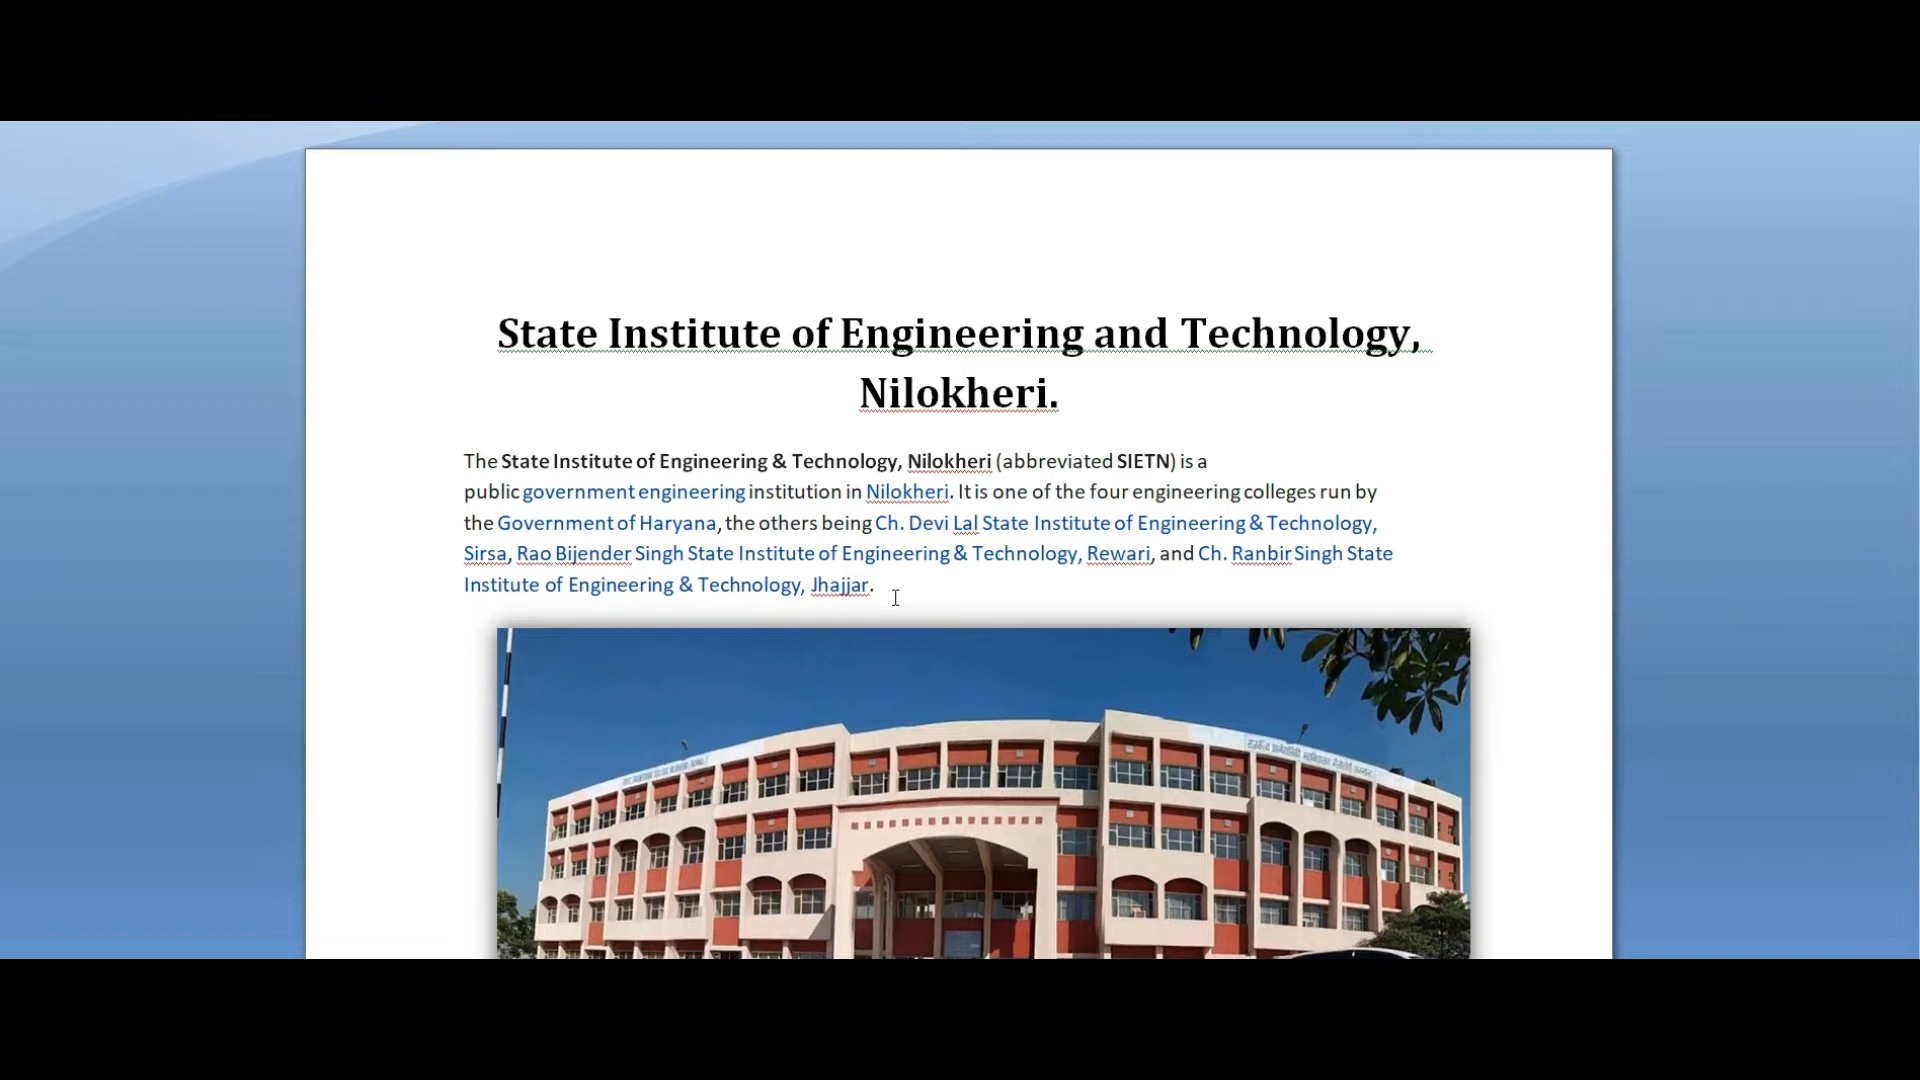 State Institute of Engineering and Technology,
Nilokheri.
The State Institute of Engineering & Technology, Nilokheri (abbreviated SIETN) is a
public government engineering institution in Nilokheri. It is one of the four engineering colleges run by
the Government of Haryana, the others being Ch. Devi Lal State Institute of Engineering & Technology,
Sirsa, Rao Bijender Singh State Institute of Engineering & Technology, Rewari, and Ch. Ranbir Singh State
Institute of Engineering & Technology, Jhajjar.